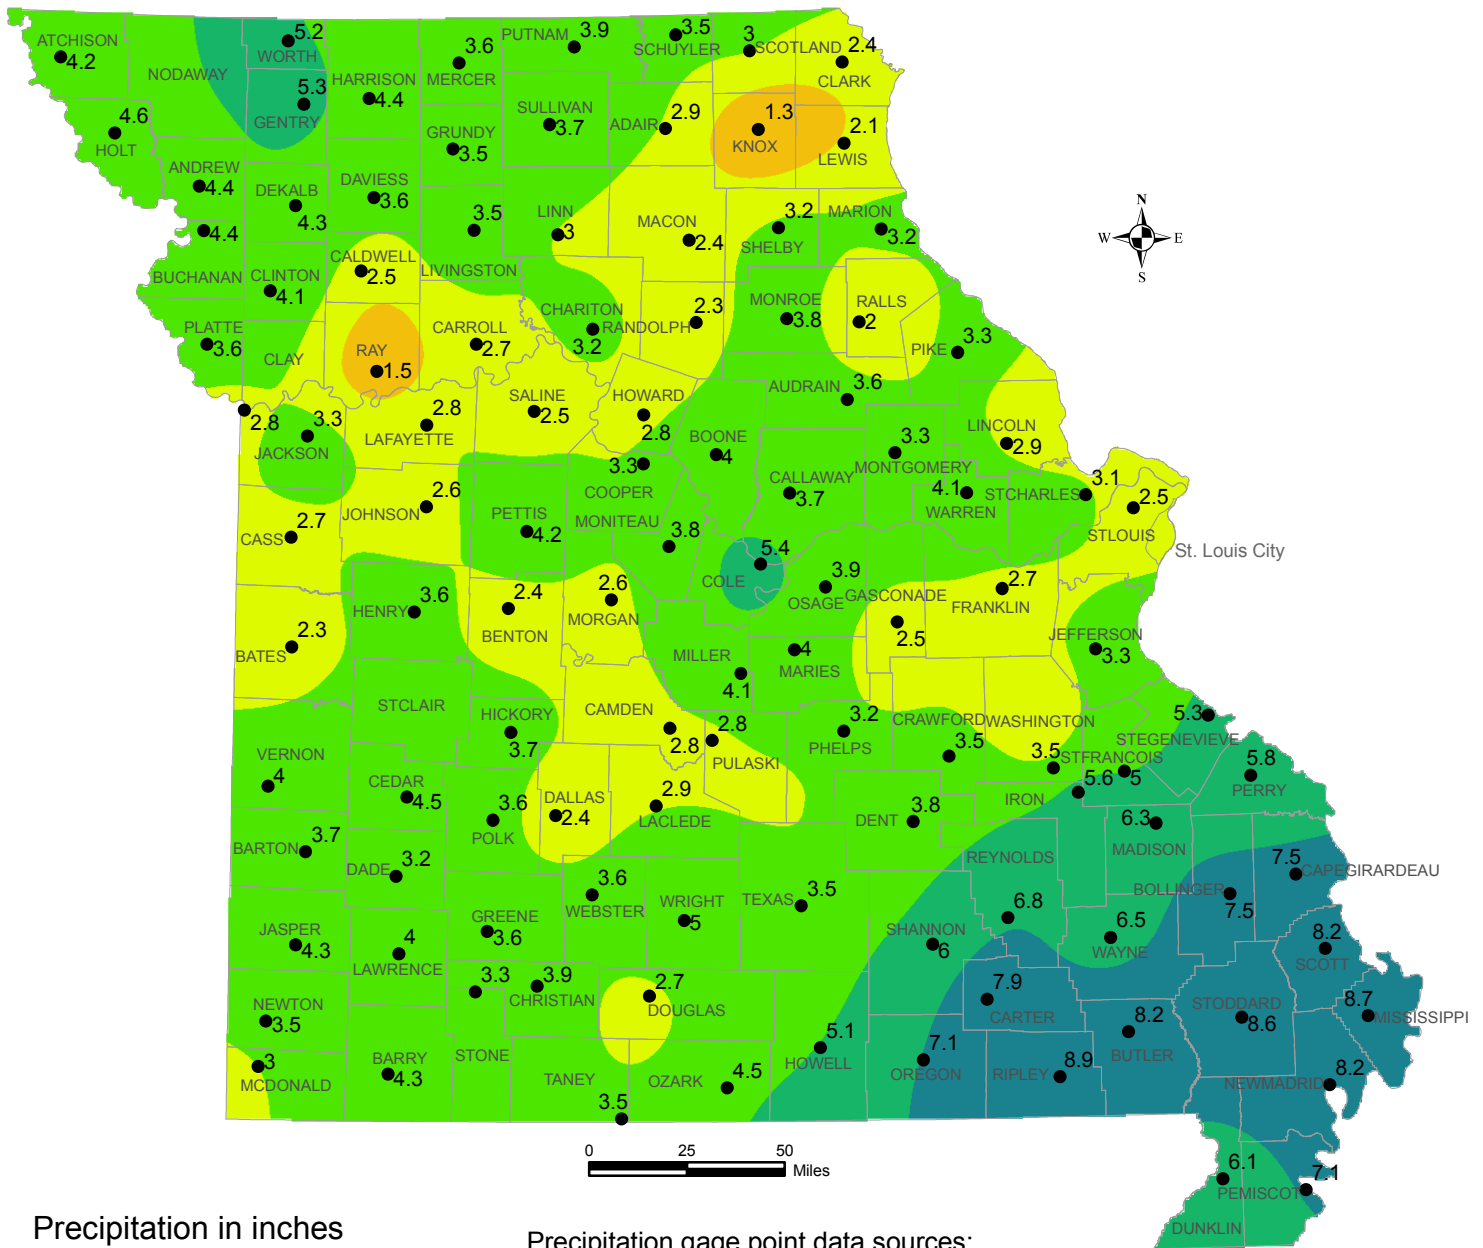 ATCHISON
4.2
NODAWAY
5.2
WORTH
5.3
GENTRY
HARRISON
4.4
3.6
MERCER
PUTNAM
3.9
3.5
SCHUYLER
3
SCOTLAND
2.4
CLARK
4.6
HOLT
ANDREW
4.4
DEKALB
4.3
DAVIESS
3.6
GRUNDY
3.5
SULLIVAN
3.7
ADAIR
2.9
1.3
KNOX
2.1
LEWIS
N
W
E
S
4.4
BUCHANAN
CLINTON
4.1
CALDWELL
2.5
3.5
LIVINGSTON
LINN
3
MACON
2.4
3.2
SHELBY
MARION
3.2
PLATTE
3.6
CLAY
RAY
1.5
CARROLL
2.7
CHARITON
3.2
2.3
RANDOLPH
MONROE
3.8
RALLS
2
PIKE
3.3
2.8
3.3
JACKSON
2.8
LAFAYETTE
SALINE
2.5
HOWARD
2.8
BOONE
4
AUDRAIN
3.6
3.3
MONTGOMERY
LINCOLN
2.9
2.7
CASS
2.6
JOHNSON
PETTIS
4.2
3.3
COOPER
MONITEAU
3.8
CALLAWAY
3.7
4.1
WARREN
STCHARLES
3.1
2.5
STLOUIS
St. Louis City
2.3
BATES
3.6
HENRY
2.4
BENTON
2.6
MORGAN
5.4
COLE
3.9
OSAGE
GASCONADE
2.5
2.7
FRANKLIN
JEFFERSON
3.3
STCLAIR
HICKORY
3.7
CAMDEN
2.8
MILLER
4.1
4
MARIES
2.8
PULASKI
3.2
PHELPS
CRAWFORD
3.5
WASHINGTON
3.5
STFRANCOIS
5
5.3
STEGENEVIEVE
5.8
PERRY
VERNON
4
CEDAR
4.5
3.6
POLK
DALLAS
2.4
2.9
LACLEDE
DENT
3.8
IRON
5.6
6.3
MADISON
BARTON
3.7
DADE
3.2
3.6
WEBSTER
WRIGHT
5
TEXAS
3.5
REYNOLDS
6.8
BOLLINGER
7.5
7.5
CAPEGIRARDEAU
JASPER
4.3
4
LAWRENCE
GREENE
3.6
SHANNON
6
6.5
WAYNE
8.2
SCOTT
NEWTON
3.5
3.3
3.9
CHRISTIAN
2.7
DOUGLAS
7.9
CARTER
8.2
BUTLER
STODDARD
8.6
8.7
MISSISSIPPI
3
MCDONALD
BARRY
4.3
STONE
TANEY
3.5
OZARK
4.5
5.1
HOWELL
7.1
OREGON
RIPLEY
8.9
NEWMADRID
8.2
0 25 50
Miles
6.1
PEMISCOT
7.1
DUNKLIN
Precipitation in inches
Precipitation gage point data sources: